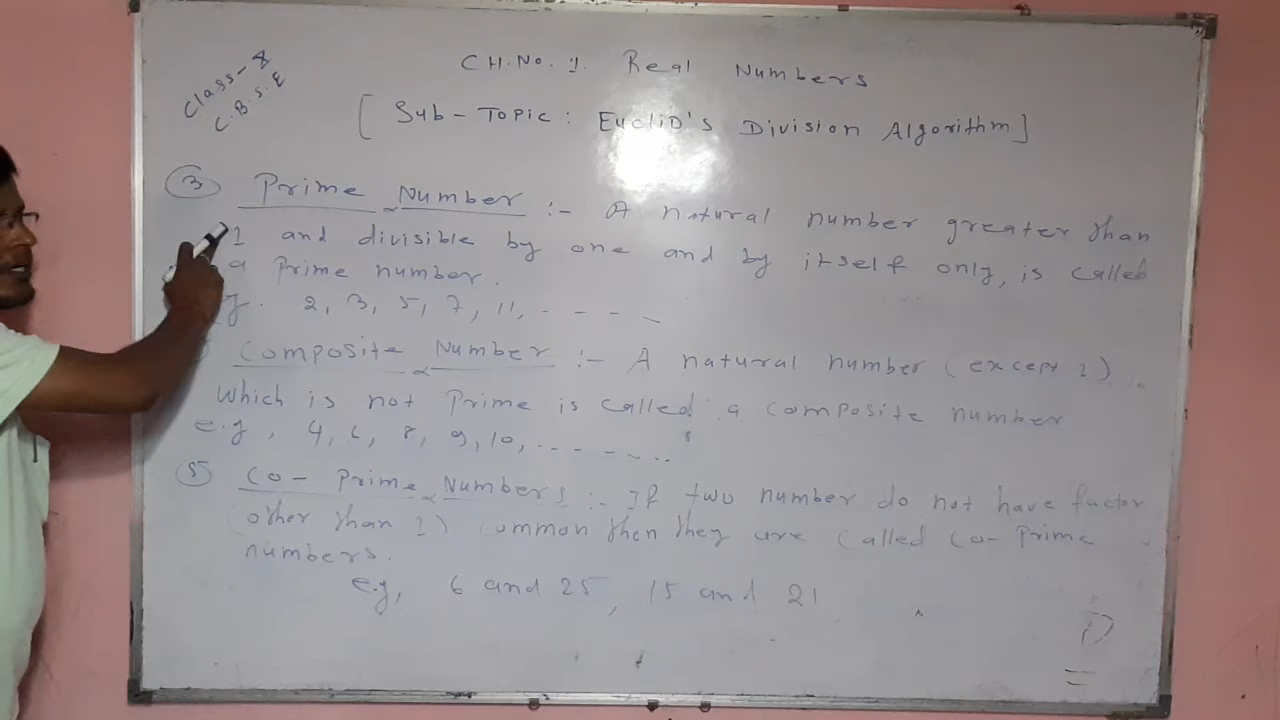 Class - X
C.B.S.E
CH.No. 1. Real Numbers
[Sub-Topic: EucliD's Division Algorithm]
③ Prime Number :- A natural number greater than
1 and divisible by one and by itself only, is called
a Prime number.
2, 3, 5, 7, 11, - - - - -
Composite Number :- A natural number (except 1)
Which is not Prime is called a composite number
e.g, 4, 6, 8, 9, 10, - - - - - - -
⑤ Co-Prime Numbers :- If two number do not have factor
(other than 1) Common then they are called Co-Prime
numbers.
e.g, 6 and 25, 15 and 21